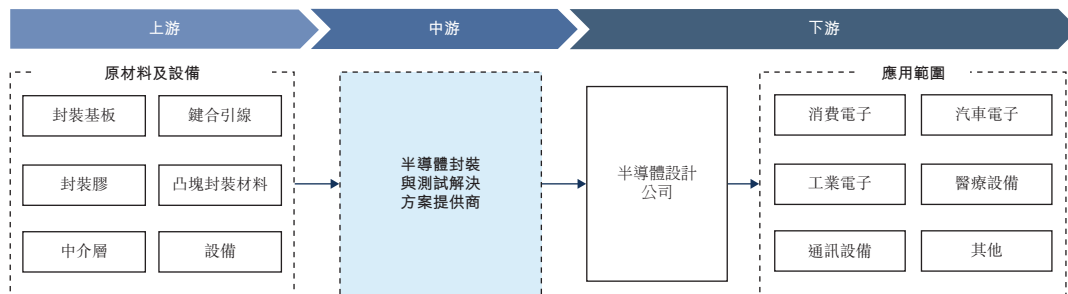 上游
中游
下游
原材料及設備
應用範圍
封裝基板
鍵合引線
消費電子
汽車電子
封裝膠
凸塊封裝材料
半導體封裝
與測試解決
方案提供商
半導體設計
公司
工業電子
醫療設備
中介層
設備
通訊設備
其他